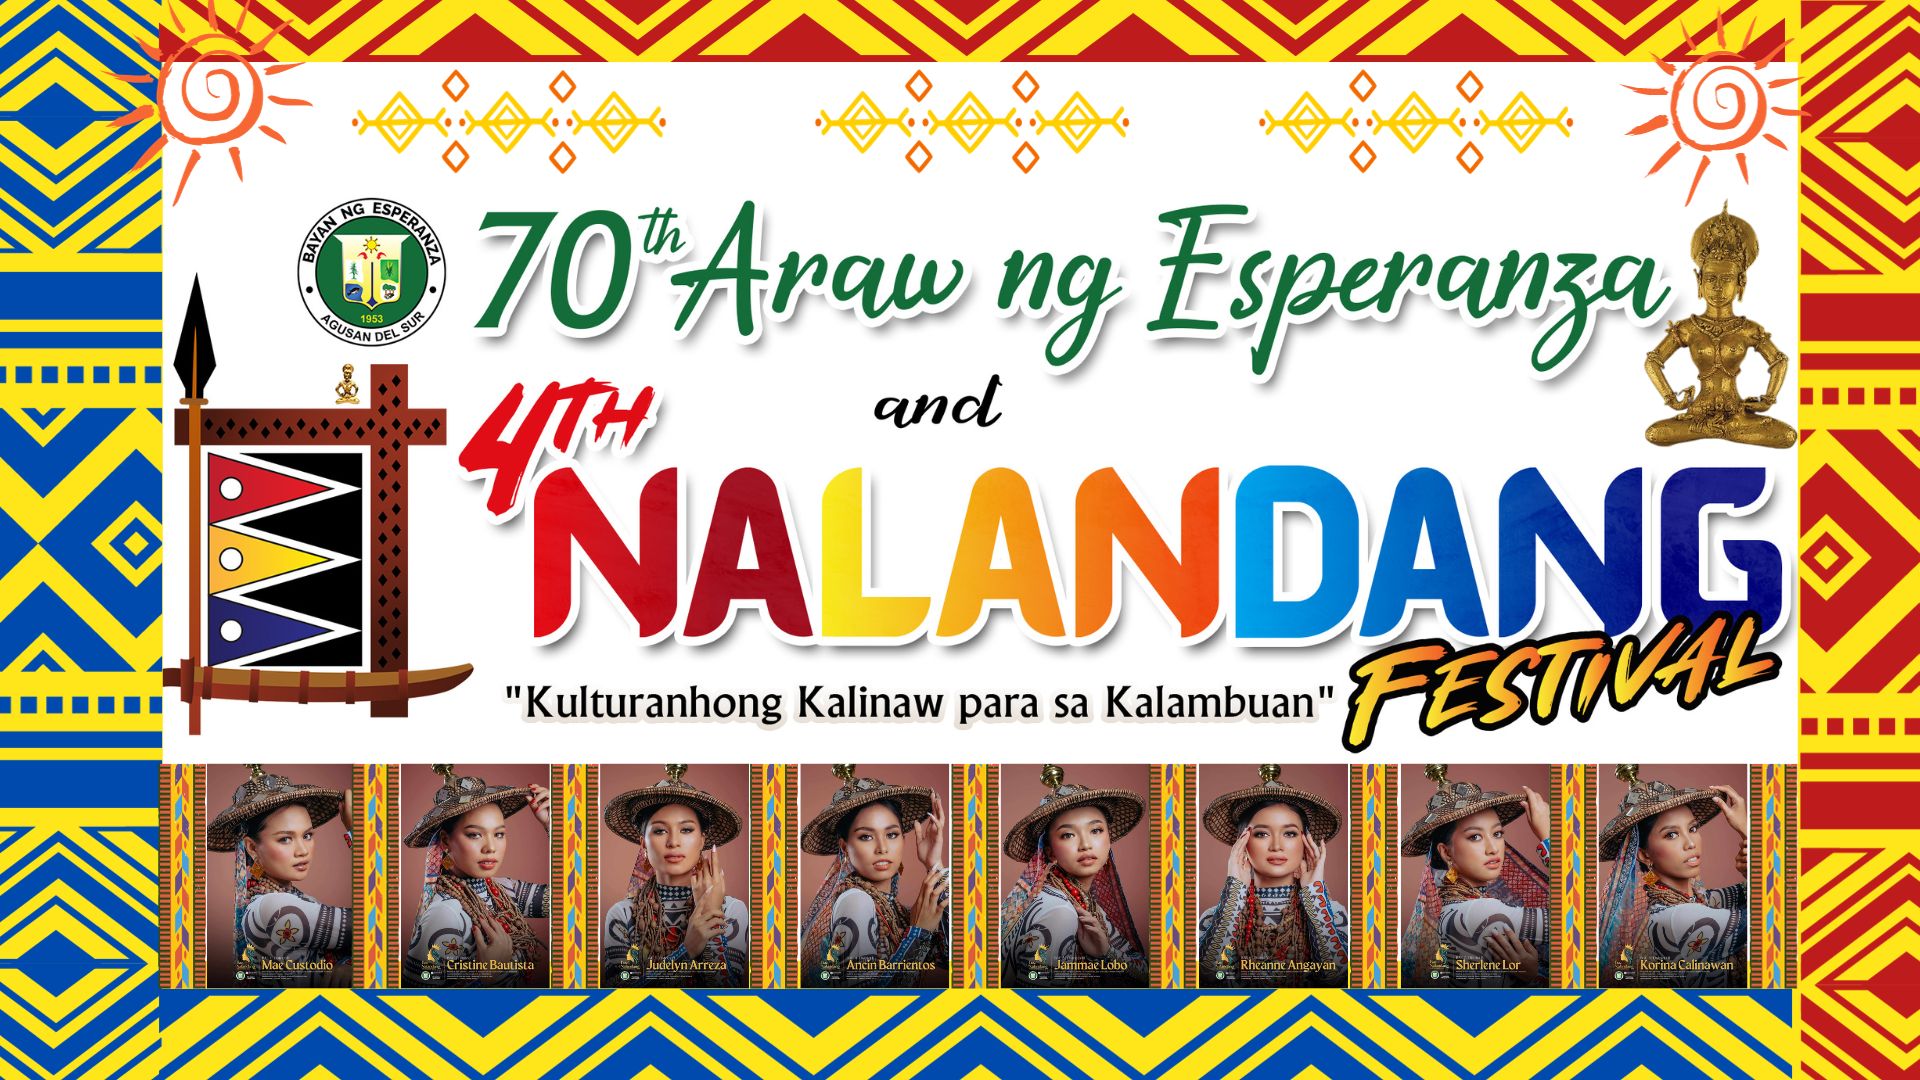 BAYAN NG ESPERANZA
1953
AGUSAN DEL SUR
70th Araw ng Esperanza
and
4TH
NALANDANG
FESTIVAL
"Kulturanhong Kalinaw para sa Kalambuan"
Mae Custodio
Cristine Bautista
Judelyn Arreza
Ancin Barrientos
Jammae Lobo
Rheanne Angayan
Sherlene Lor
Korina Calinawan